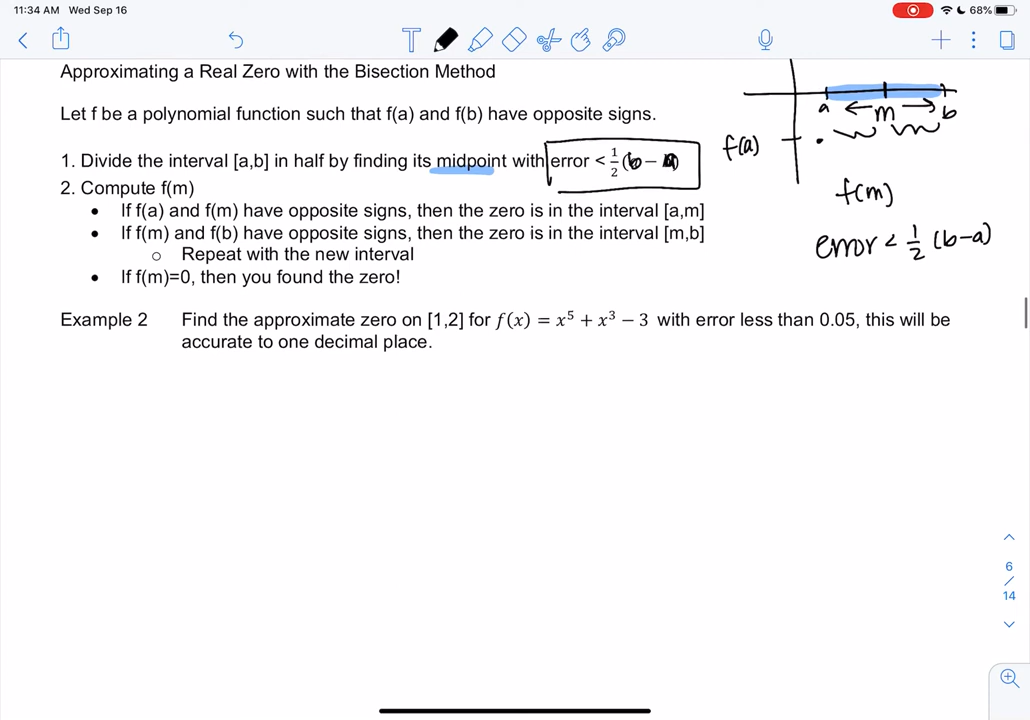 11:34 AM Wed Sep 16
68%
Approximating a Real Zero with the Bisection Method
Let f be a polynomial function such that f(a) and f(b) have opposite signs.
a m b
f(a)
1. Divide the interval [a,b] in half by finding its midpoint with error < 1/2 (b − a)
2. Compute f(m)
f(m)
• If f(a) and f(m) have opposite signs, then the zero is in the interval [a,m]
• If f(m) and f(b) have opposite signs, then the zero is in the interval [m,b]
error < 1/2 (b-a)
○ Repeat with the new interval
• If f(m)=0, then you found the zero!
Example 2 Find the approximate zero on [1,2] for f(x) = x⁵ + x³ − 3 with error less than 0.05, this will be
accurate to one decimal place.
6
/
14